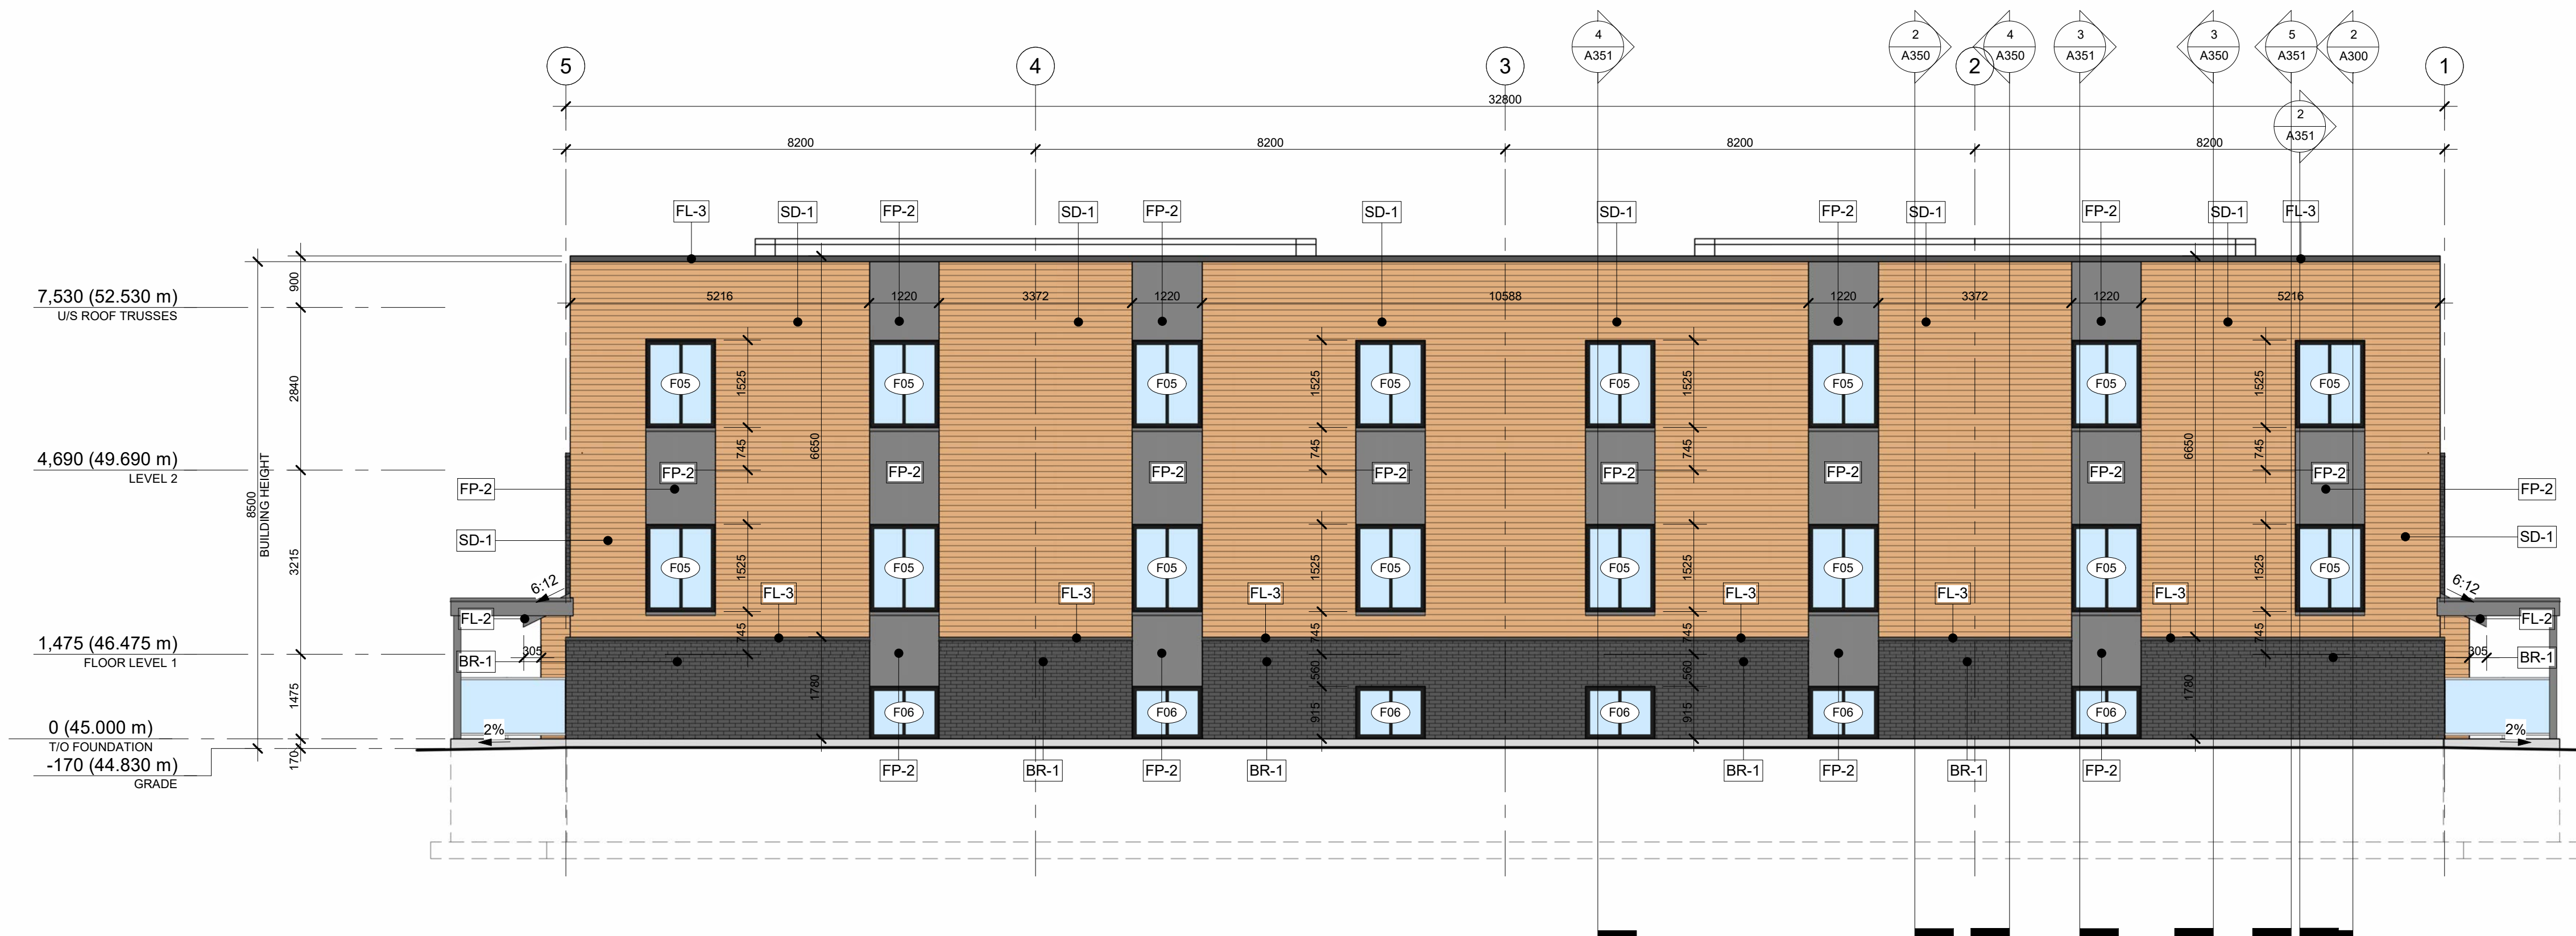 4
A351
2
A350
4
A350
3
A351
3
A350
5
A351
2
A300
5
4
3
2
1
32800
2
A351
8200
8200
8200
8200
FL-3
SD-1
FP-2
SD-1
FP-2
SD-1
SD-1
FP-2
SD-1
FP-2
SD-1
FL-3
900
7,530 (52.530 m)
U/S ROOF TRUSSES
5216
1220
3372
1220
10588
1220
3372
1220
5216
2840
F05
1525
F05
F05
1525
F05
F05
1525
F05
F05
1525
F05
6650
745
745
745
745
6650
4,690 (49.690 m)
LEVEL 2
FP-2
FP-2
FP-2
FP-2
FP-2
FP-2
FP-2
FP-2
FP-2
FP-2
8500
BUILDING HEIGHT
3215
SD-1
SD-1
F05
1525
F05
F05
1525
F05
F05
1525
F05
F05
1525
F05
6:12
6:12
FL-3
FL-3
FL-3
FL-3
FL-3
FL-3
FL-2
FL-2
745
745
745
745
1,475 (46.475 m)
FLOOR LEVEL 1
305
305
BR-1
BR-1
560
560
1475
1780
1780
F06
F06
F06
915
F06
915
F06
F06
0 (45.000 m)
T/O FOUNDATION
2%
2%
170
-170 (44.830 m)
GRADE
FP-2
BR-1
FP-2
BR-1
BR-1
FP-2
BR-1
FP-2